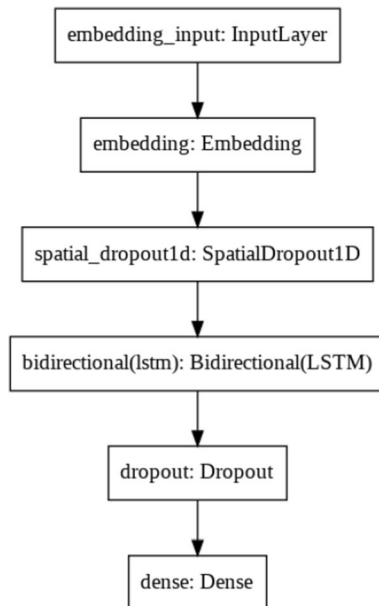 embedding_input: InputLayer
embedding: Embedding
spatial_dropout1d: SpatialDropout1D
bidirectional(lstm): Bidirectional(LSTM)
dropout: Dropout
dense: Dense